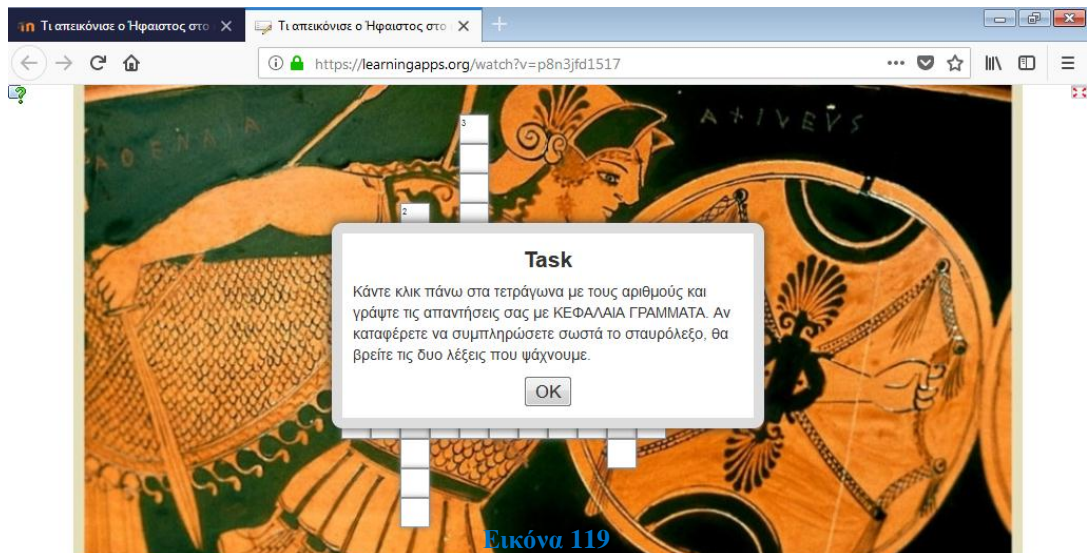 Τι απεικόνισε ο Ήφαιστος στο
Τι απεικόνισε ο Ήφαιστος στο
https://learningapps.org/watch?v=p8n3jfd1517
ΑΘΕΝΑΙΑ
3
2
Task
Κάντε κλικ πάνω στα τετράγωνα με τους αριθμούς και
γράψτε τις απαντήσεις σας με ΚΕΦΑΛΑΙΑ ΓΡΑΜΜΑΤΑ. Αν
καταφέρετε να συμπληρώσετε σωστά το σταυρόλεξο, θα
βρείτε τις δυο λέξεις που ψάχνουμε.
OK
Εικόνα 119